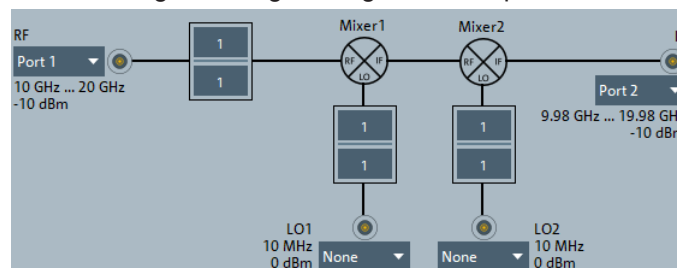 Mixer1
Mixer2
RF
Port 1
10 GHz ... 20 GHz
-10 dBm
1
1
RF
IF
LO
RF
IF
LO
Port 2
9.98 GHz ... 19.98 GH
-10 dBr
1
1
1
1
LO1
10 MHz
0 dBm
None
None
LO2
10 MHz
0 dBm